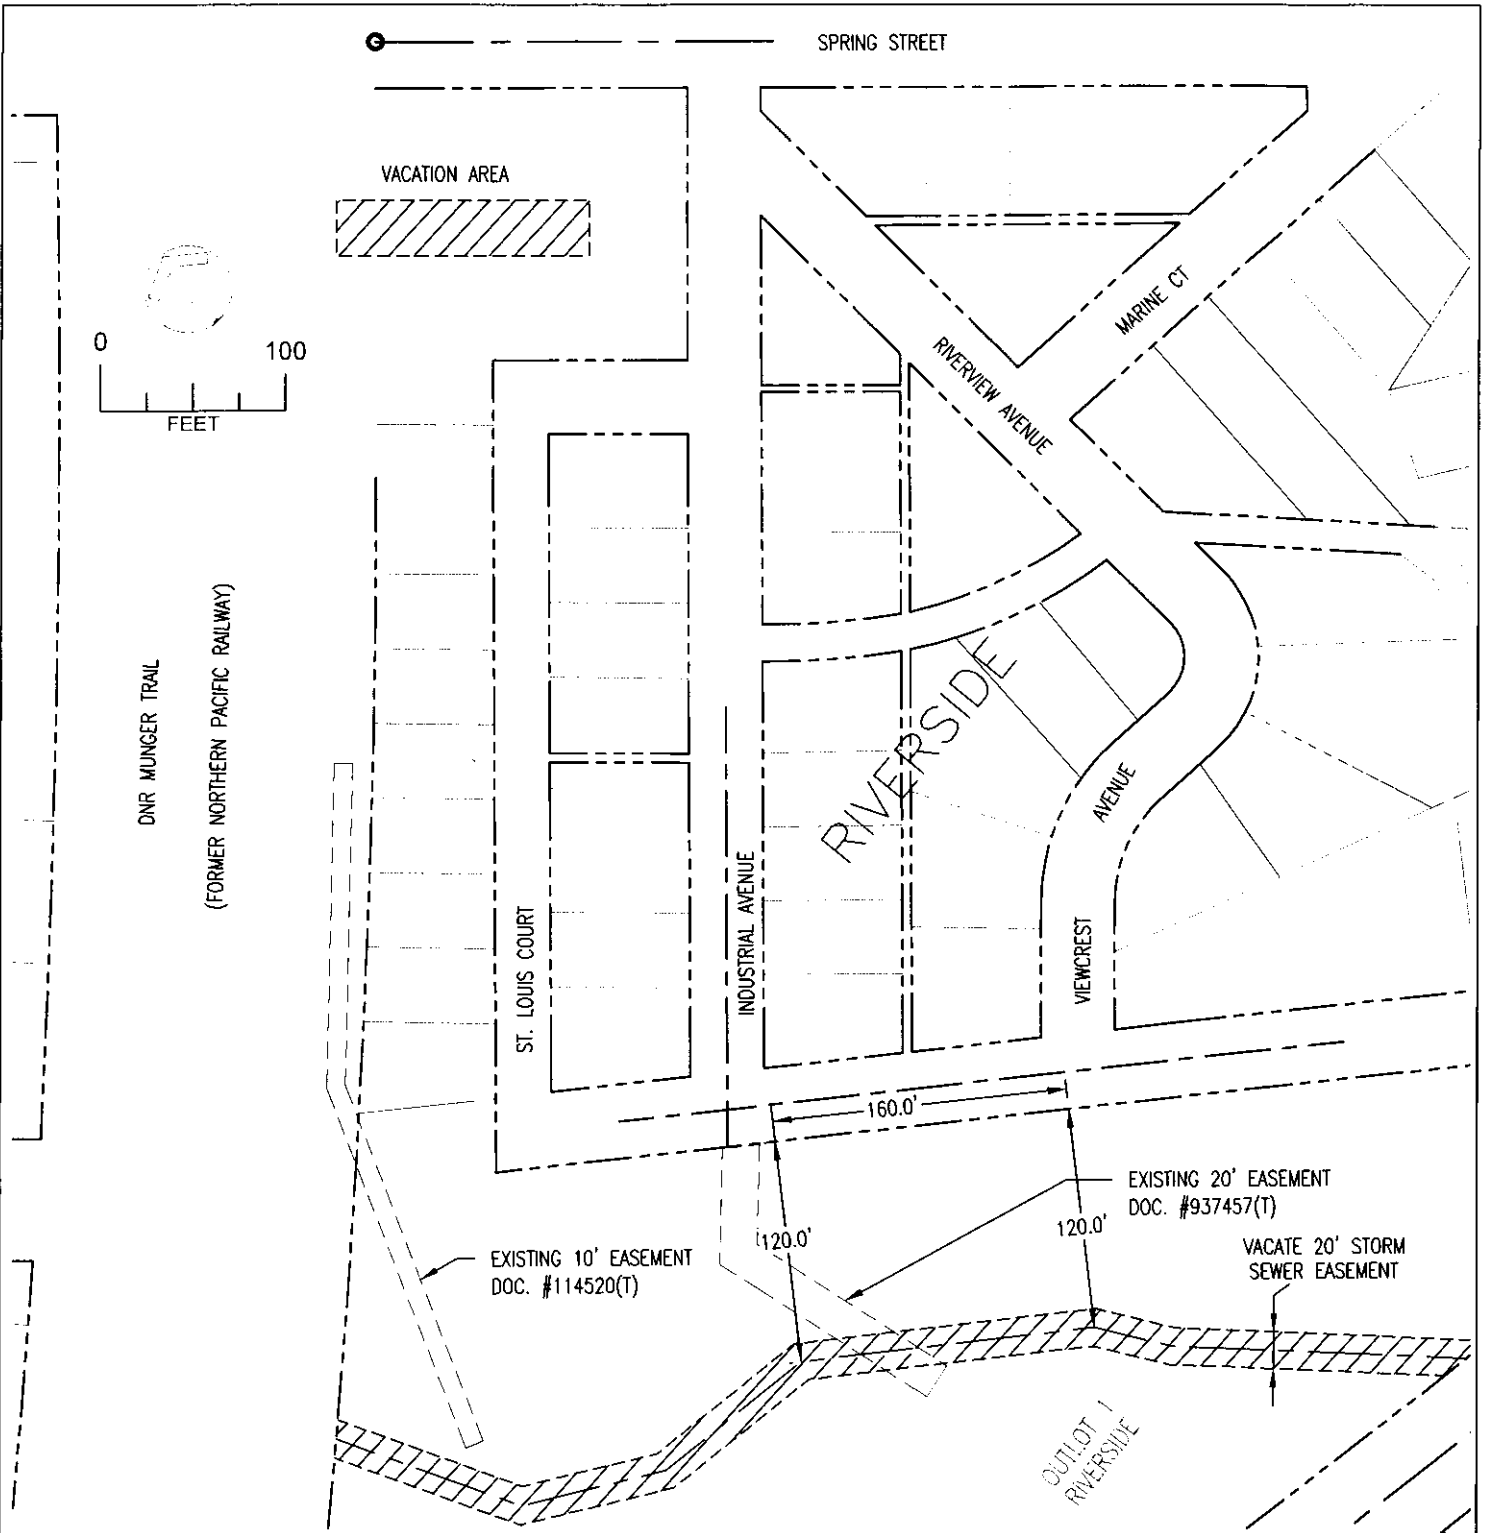 SPRING STREET
VACATION AREA
0 100
FEET
MARINE CT
RIVERVIEW AVENUE
DNR MUNGER TRAIL
(FORMER NORTHERN PACIFIC RAILWAY)
RIVERSIDE
AVENUE
VIEWCREST
INDUSTRIAL AVENUE
ST. LOUIS COURT
160.0'
EXISTING 20' EASEMENT
DOC. #937457(T)
120.0'
120.0'
EXISTING 10' EASEMENT
DOC. #114520(T)
VACATE 20' STORM
SEWER EASEMENT
OUTLOT 1
RIVERSIDE